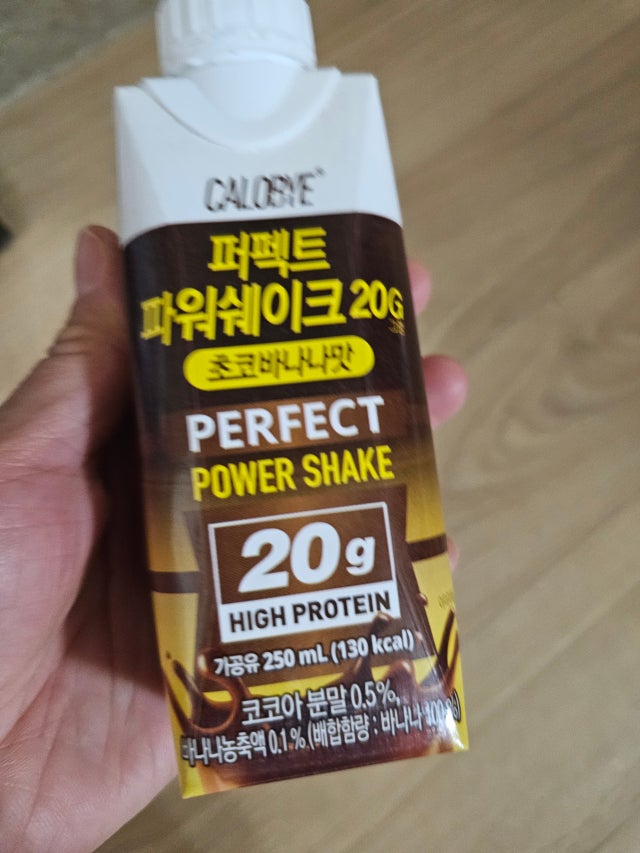 CALOBYE™
퍼펙트
파워쉐이크 20G
초코바나나맛
PERFECT
POWER SHAKE
20g
HIGH PROTEIN
가공유 250 mL (130 kcal)
코코아 분말 0.5%,
바나나농축액 0.1% (배합함량 : 바나나 100%)